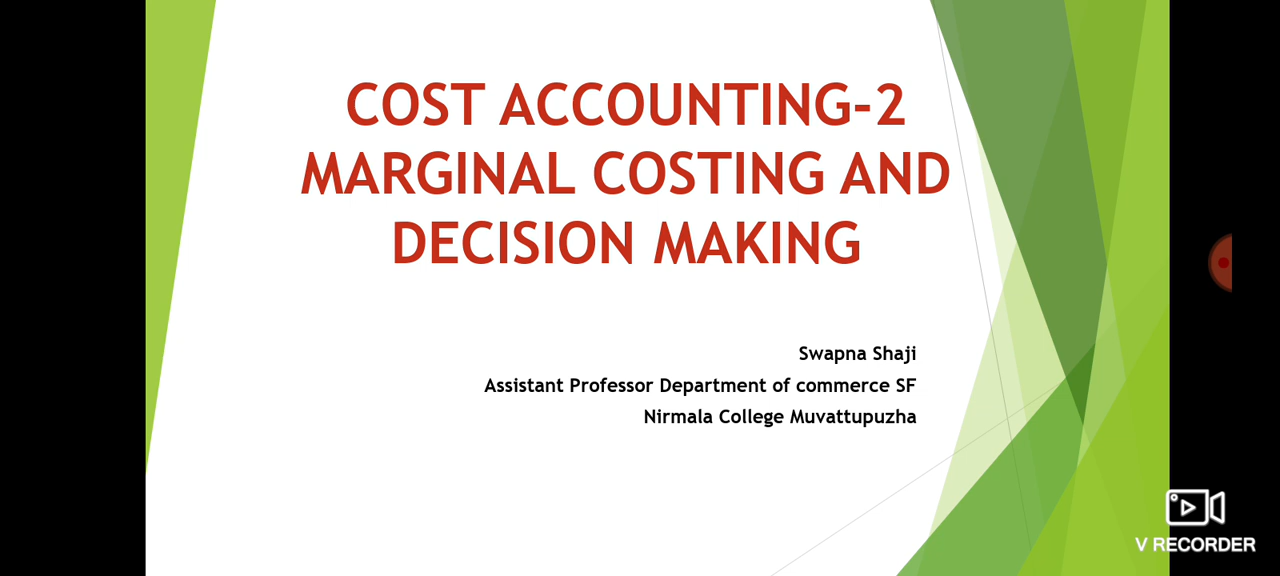 COST ACCOUNTING-2
MARGINAL COSTING AND
DECISION MAKING
Swapna Shaji
Assistant Professor Department of commerce SF
Nirmala College Muvattupuzha
V RECORDER